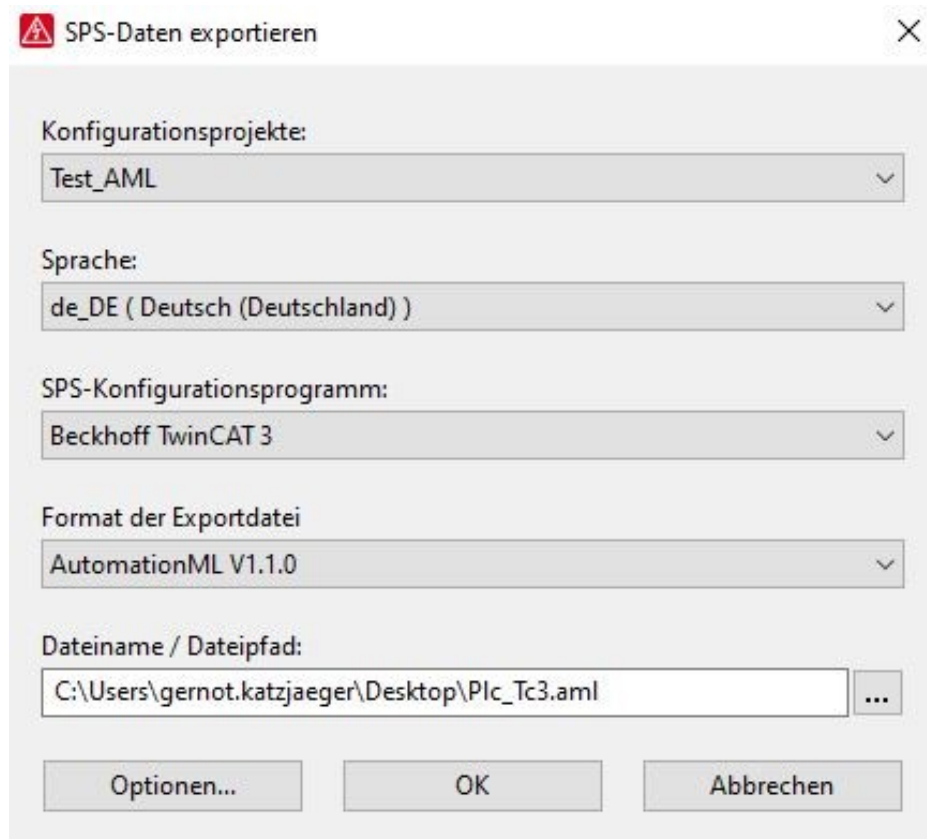 SPS-Daten exportieren
Konfigurationsprojekte:
Test_AML
Sprache:
de_DE ( Deutsch (Deutschland) )
SPS-Konfigurationsprogramm:
Beckhoff TwinCAT 3
Format der Exportdatei
AutomationML V1.1.0
Dateiname / Dateipfad:
C:\Users\gernot.katzjaeger\Desktop\Plc_Tc3.aml
...
Optionen... OK Abbrechen